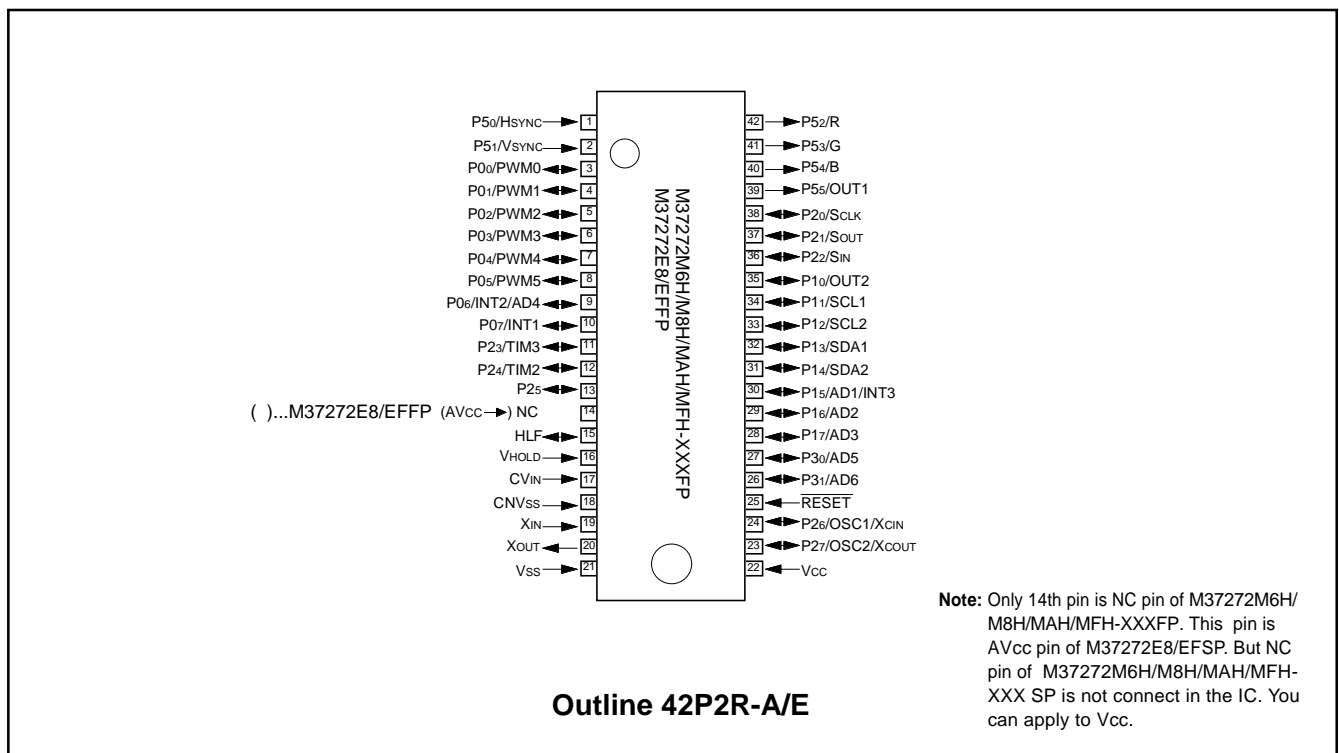 P50/HSYNC 1
P51/VSYNC 2
P00/PWM0 3
P01/PWM1 4
P02/PWM2 5
P03/PWM3 6
P04/PWM4 7
P05/PWM5 8
P06/INT2/AD4 9
P07/INT1 10
P23/TIM3 11
P24/TIM2 12
P25 13
( )...M37272E8/EFFP (AVCC→) NC 14
HLF 15
VHOLD 16
CVIN 17
CNVSS 18
XIN 19
XOUT 20
VSS 21
M37272M6H/M8H/MAH/MFH-XXXFP
M37272E8/EFFP
42 P52/R
41 P53/G
40 P54/B
39 P55/OUT1
38 P20/SCLK
37 P21/SOUT
36 P22/SIN
35 P10/OUT2
34 P11/SCL1
33 P12/SCL2
32 P13/SDA1
31 P14/SDA2
30 P15/AD1/INT3
29 P16/AD2
28 P17/AD3
27 P30/AD5
26 P31/AD6
25 RESET
24 P26/OSC1/XCIN
23 P27/OSC2/XCOUT
22 VCC
Note: Only 14th pin is NC pin of M37272M6H/
M8H/MAH/MFH-XXXFP. This pin is
AVcc pin of M37272E8/EFSP. But NC
pin of M37272M6H/M8H/MAH/MFH-
XXX SP is not connect in the IC. You
can apply to Vcc.
Outline 42P2R-A/E